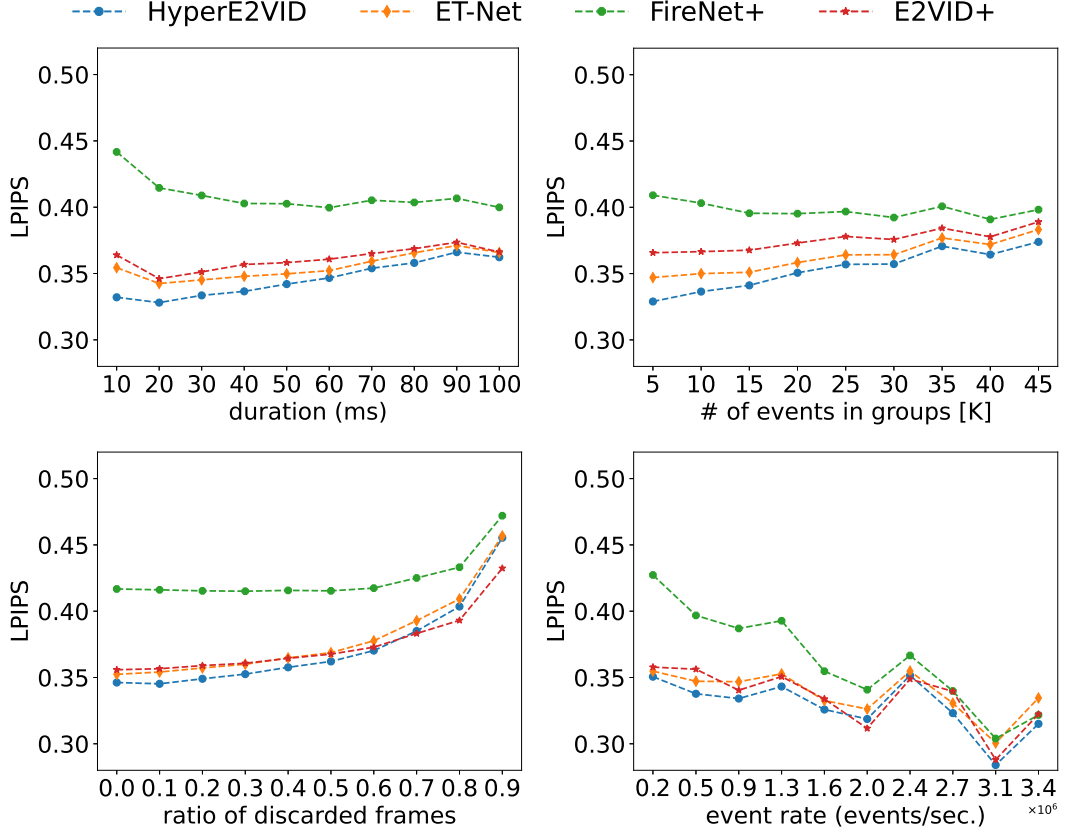 HyperE2VID ET-Net FireNet+ E2VID+
0.50
0.45
0.40
0.35
0.30
LPIPS
10 20 30 40 50 60 70 80 90 100
duration (ms)
0.50
0.45
0.40
0.35
0.30
LPIPS
5 10 15 20 25 30 35 40 45
# of events in groups [K]
0.50
0.45
0.40
0.35
0.30
LPIPS
0.0 0.1 0.2 0.3 0.4 0.5 0.6 0.7 0.8 0.9
ratio of discarded frames
0.50
0.45
0.40
0.35
0.30
LPIPS
0.2 0.5 0.9 1.3 1.6 2.0 2.4 2.7 3.1 3.4
×10⁶
event rate (events/sec.)